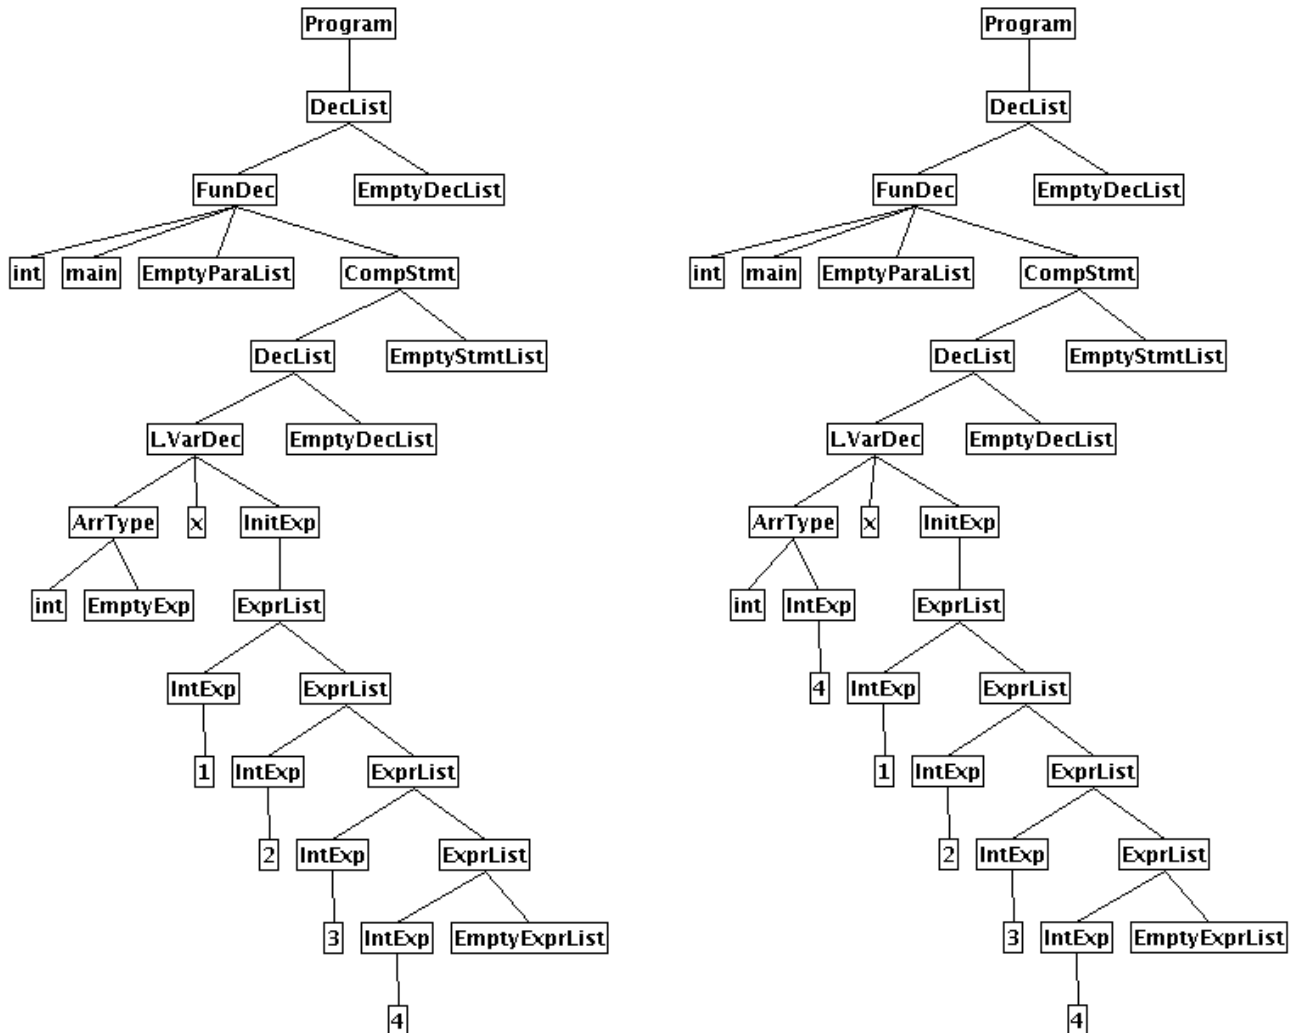 Program Program
DecList DecList
FunDec EmptyDecList FunDec EmptyDecList
int main EmptyParaList CompStmt int main EmptyParaList CompStmt
DecList EmptyStmtList DecList EmptyStmtList
L.VarDec EmptyDecList L.VarDec EmptyDecList
ArrType x InitExp ArrType x InitExp
int EmptyExp ExprList int IntExp ExprList
IntExp ExprList 4 IntExp ExprList
1 IntExp ExprList 1 IntExp ExprList
2 IntExp ExprList 2 IntExp ExprList
3 IntExp EmptyExprList 3 IntExp EmptyExprList
4 4